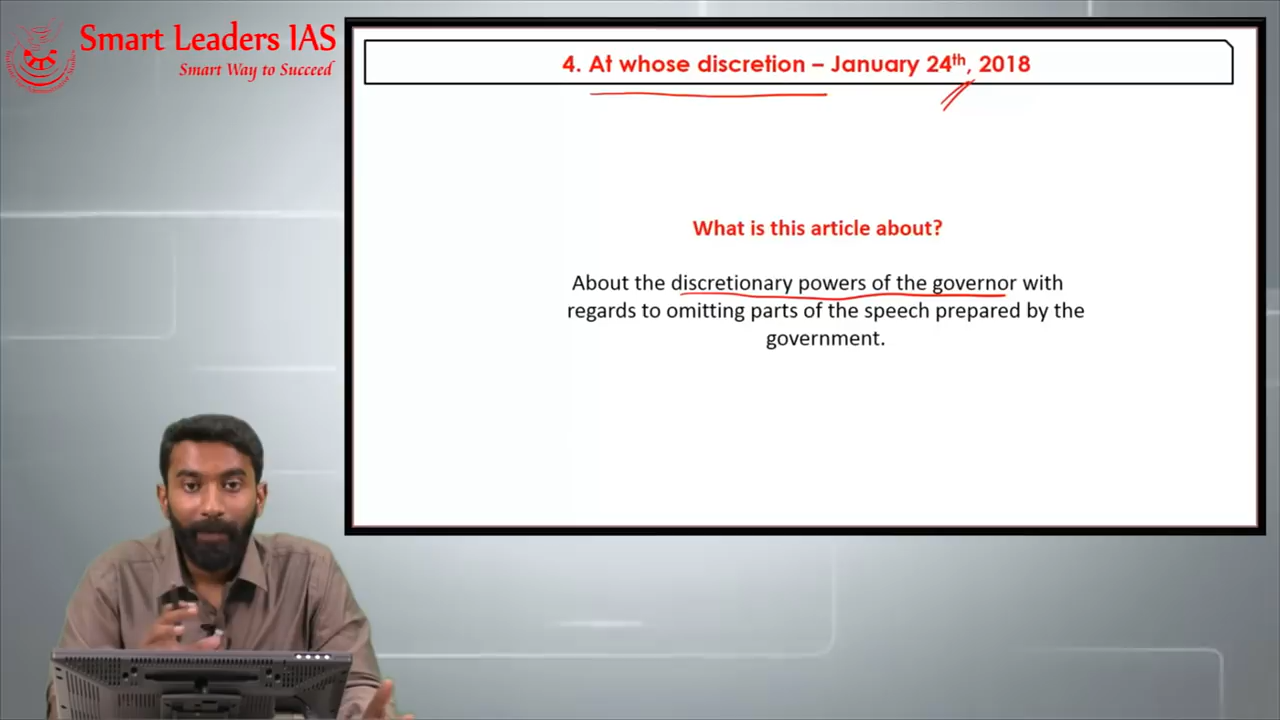 Smart Leaders IAS
Smart Way to Succeed
4. At whose discretion – January 24th, 2018
What is this article about?
About the discretionary powers of the governor with
regards to omitting parts of the speech prepared by the
government.